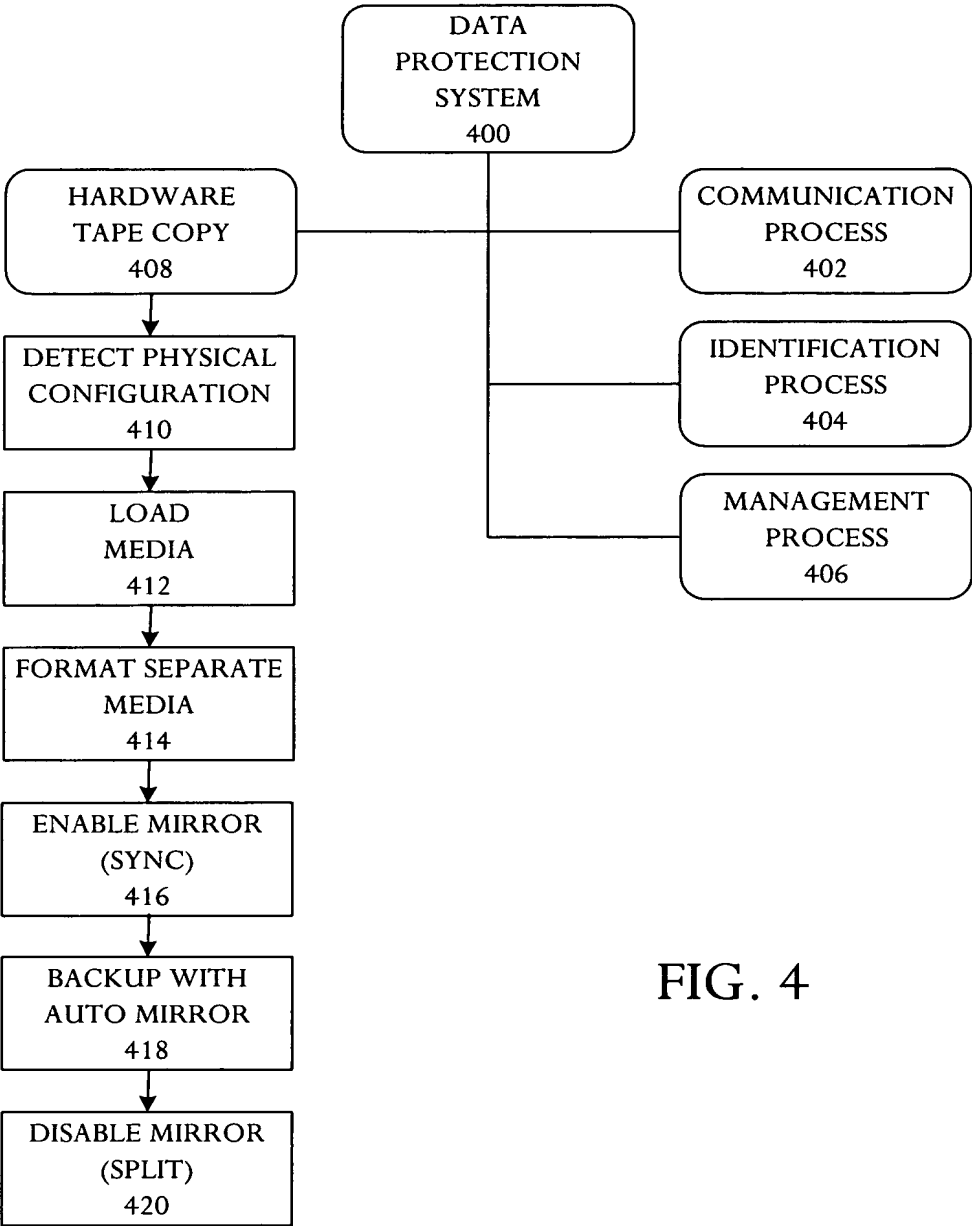 DATA
PROTECTION
SYSTEM
400
HARDWARE
TAPE COPY
408
COMMUNICATION
PROCESS
402
DETECT PHYSICAL
CONFIGURATION
410
IDENTIFICATION
PROCESS
404
LOAD
MEDIA
412
MANAGEMENT
PROCESS
406
FORMAT SEPARATE
MEDIA
414
ENABLE MIRROR
(SYNC)
416
BACKUP WITH
AUTO MIRROR
418
DISABLE MIRROR
(SPLIT)
420
FIG. 4